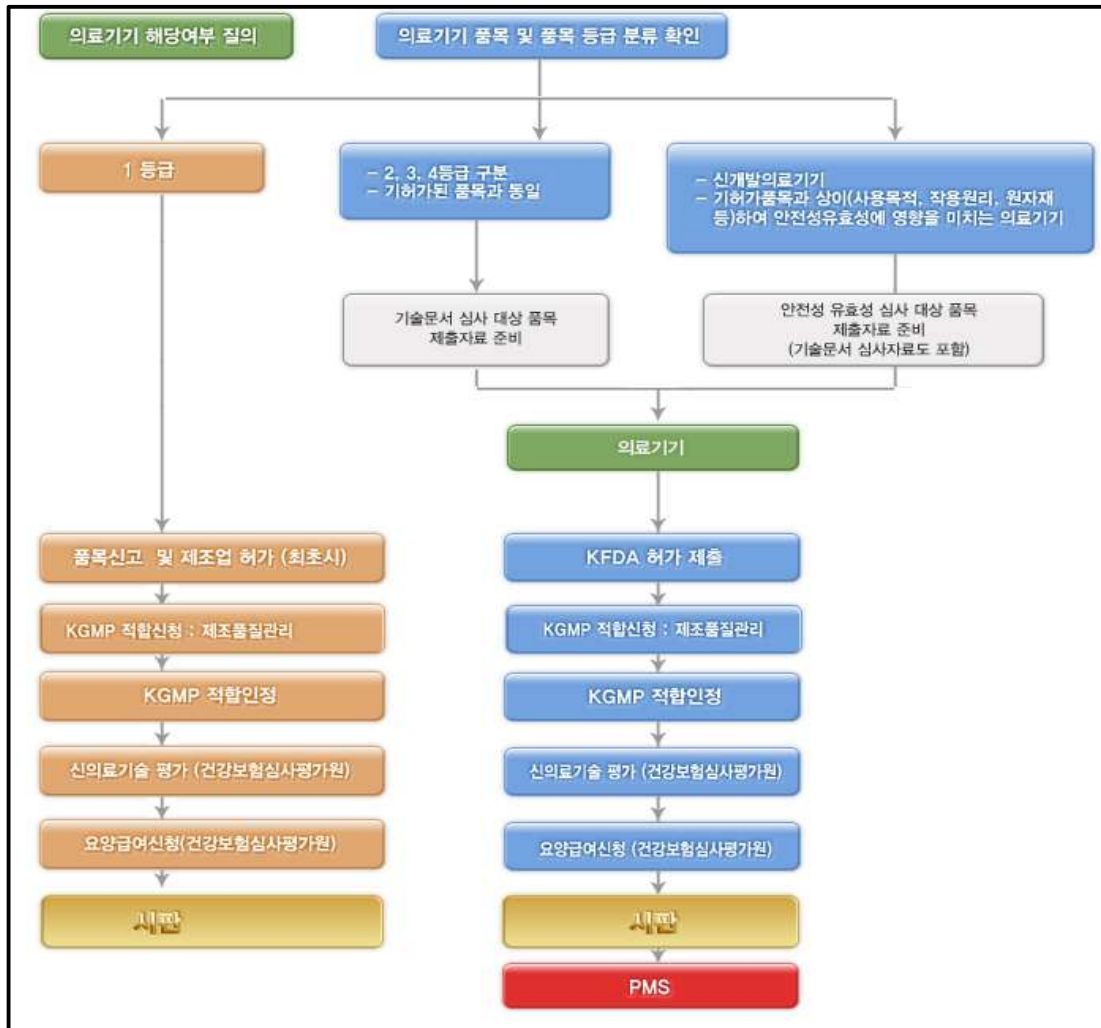 의료기기 해당여부 질의
의료기기 품목 및 품목 등급 분류 확인
1 등급
- 2, 3, 4등급 구분
- 기허가된 품목과 동일
- 신개발의료기기
- 기허가품목과 상이(사용목적, 작용원리, 원자재
등)하여 안전성유효성에 영향을 미치는 의료기기
기술문서 심사 대상 품목
제출자료 준비
안전성 유효성 심사 대상 품목
제출자료 준비
(기술문서 심사자료도 포함)
의료기기
품목신고 및 제조업 허가 (최초시)
KGMP 적합신청 : 제조품질관리
KGMP 적합인정
신의료기술 평가 (건강보험심사평가원)
요양급여신청(건강보험심사평가원)
시판
KFDA 허가 제출
KGMP 적합신청 : 제조품질관리
KGMP 적합인정
신의료기술 평가 (건강보험심사평가원)
요양급여신청 (건강보험심사평가원)
시판
PMS